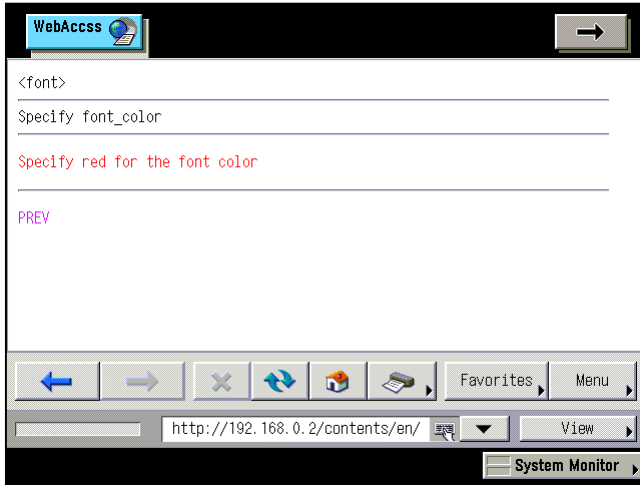 WebAccss
<font>
Specify font_color
Specify red for the font color
PREV
Favorites
Menu
http://192.168.0.2/contents/en/
View
System Monitor